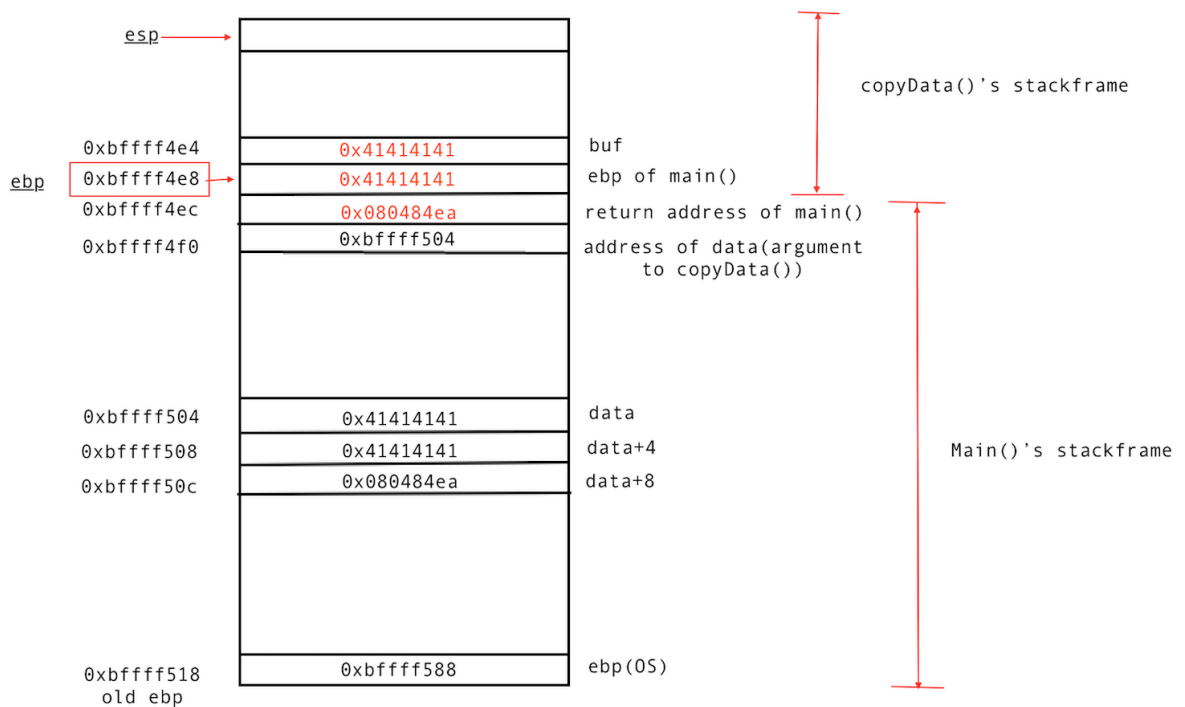 esp
copyData()’s stackframe
0xbffff4e4 0x41414141 buf
ebp 0xbffff4e8 0x41414141 ebp of main()
0xbffff4ec 0x080484ea return address of main()
0xbffff4f0 0xbffff504 address of data(argument
to copyData())
0xbffff504 0x41414141 data
0xbffff508 0x41414141 data+4
Main()’s stackframe
0xbffff50c 0x080484ea data+8
0xbffff518 0xbffff588 ebp(OS)
old ebp